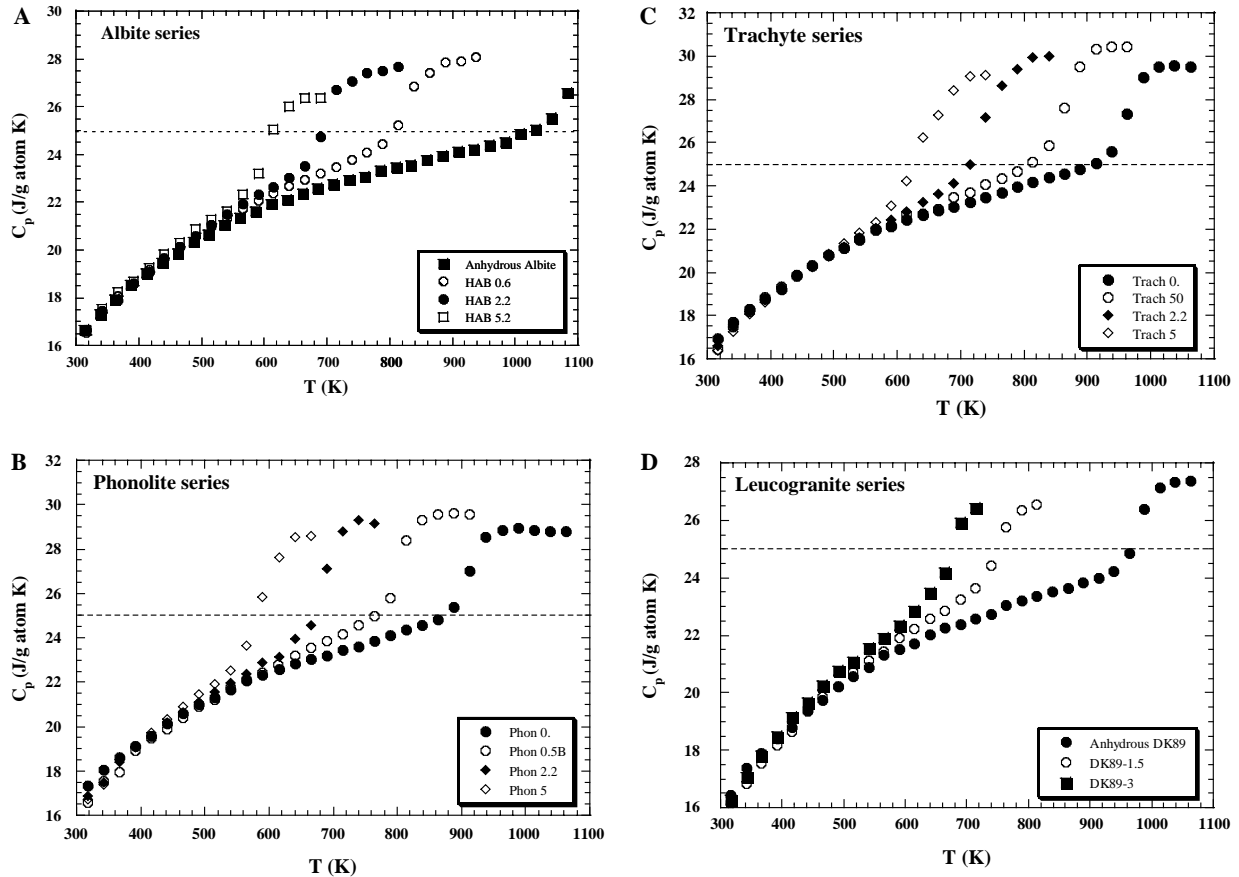 A
Albite series
28
26
24
22
20
18
16
30
32
C_p (J/g atom K)
300 400 500 600 700 800 900 1000 1100
T (K)
Anhydrous Albite
HAB 0.6
HAB 2.2
HAB 5.2
C
Trachyte series
32
30
28
26
24
22
20
18
16
C_p (J/g atom K)
300 400 500 600 700 800 900 1000 1100
T (K)
Trach 0.
Trach 50
Trach 2.2
Trach 5
B
Phonolite series
32
30
28
26
24
22
20
18
16
C_p (J/g atom K)
300 400 500 600 700 800 900 1000 1100
T (K)
Phon 0.
Phon 0.5B
Phon 2.2
Phon 5
D
Leucogranite series
28
26
24
22
20
18
16
C_p (J/g atom K)
300 400 500 600 700 800 900 1000 1100
T (K)
Anhydrous DK89
DK89-1.5
DK89-3